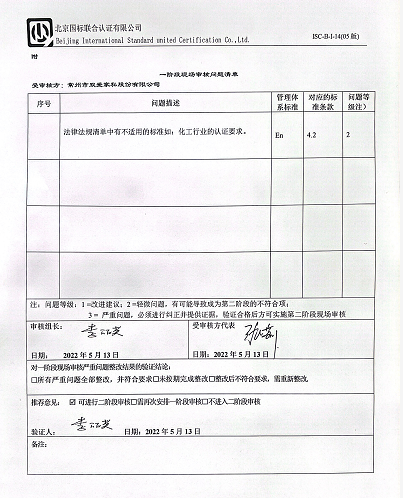 北京国标联合认证有限公司
Beijing International Standard united Certification Co.,Ltd.
ISC-B-I-14(05版)
附
一阶段现场审核问题清单
受审核方：常州市双爱家私股份有限公司
序号 问题描述 管理体系标准 对应的标准条款 问题等级注）
法律法规清单中有不适用的标准如：化工行业的认证要求。 En 4.2 2
注：问题等级：1 =改进建议；2 =轻微问题，有可能导致成为第二阶段的不符合项；
3 = 严重问题，必须进行纠正并提供证据，验证合格后方可实施第二阶段现场审核
审核组长： 受审核方代表
日期： 2022 年 5 月 13 日 日期：2022 年 5 月 13 日
对一阶段现场审核严重问题整改结果的验证结论：
□所有严重问题全部整改，并符合要求□未按期完成整改□整改后不符合要求，需重新整改.
推荐意见： ☑ 可进行二阶段审核□需再次安排一阶段审核□不进入二阶段审核
验证人： 日期：2022 年 5 月 13 日
备注：